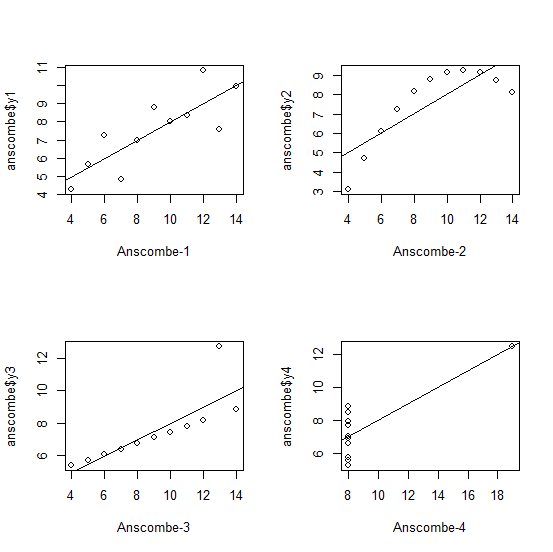 anscombe$y1
4 5 6 7 8 9 11
4 6 8 10 12 14
Anscombe-1
anscombe$y2
3 4 5 6 7 8 9
4 6 8 10 12 14
Anscombe-2
anscombe$y3
6 8 10 12
4 6 8 10 12 14
Anscombe-3
anscombe$y4
6 8 10 12
8 10 12 14 16 18
Anscombe-4